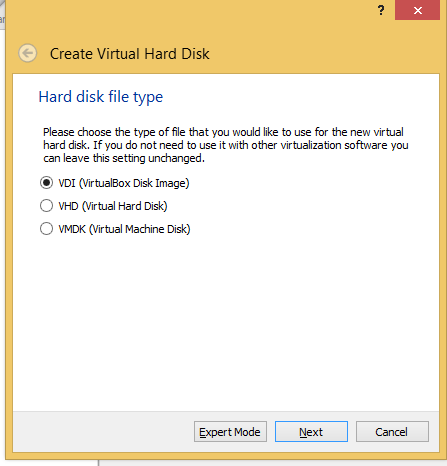 ?
Create Virtual Hard Disk
Hard disk file type
Please choose the type of file that you would like to use for the new virtual
hard disk. If you do not need to use it with other virtualization software you
can leave this setting unchanged.
VDI (VirtualBox Disk Image)
VHD (Virtual Hard Disk)
VMDK (Virtual Machine Disk)
Expert Mode Next Cancel